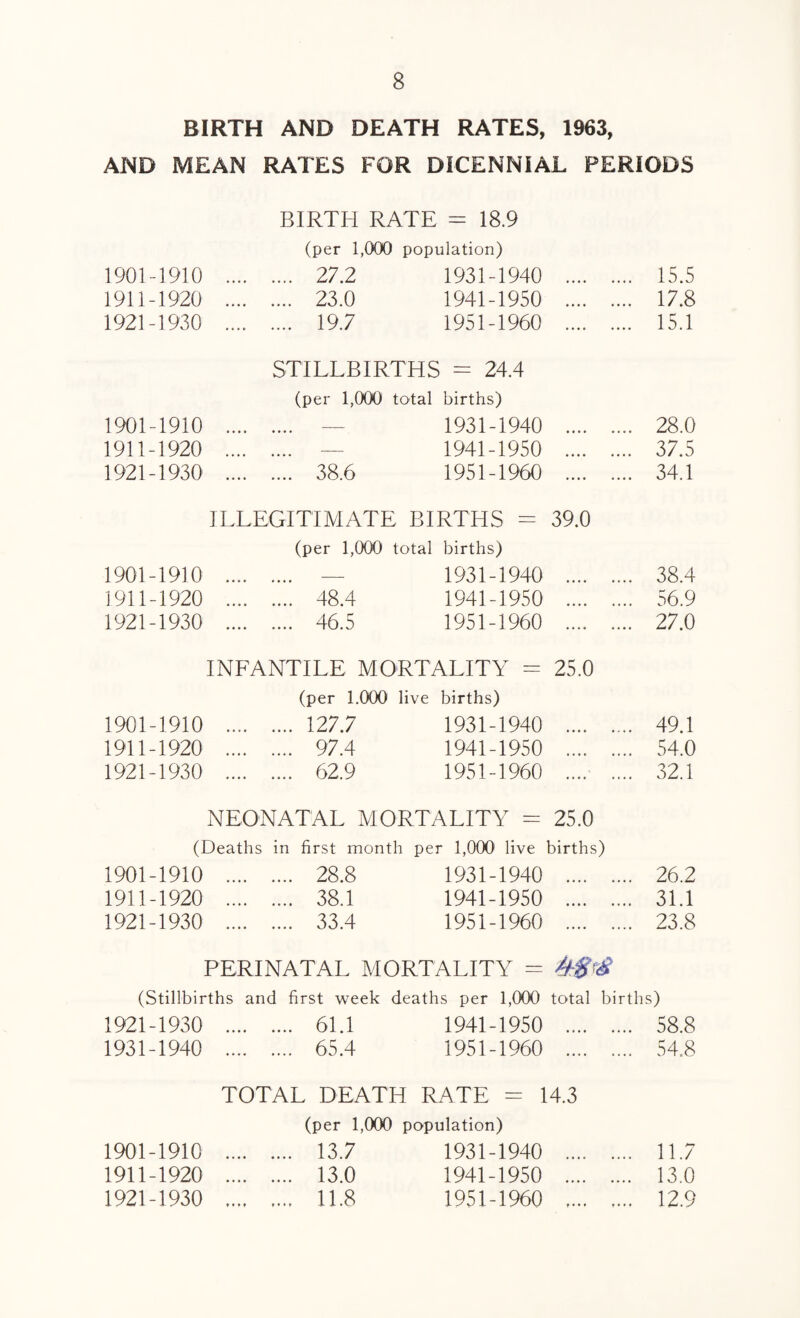 8
BIRTH AND DEATH RATES, 1963,
AND MEAN RATES FOR DICENNIAL PERIODS
BIRTH RATE = 18.9
(per 1,000 population)
1901-1910 .... .... 27.2 1931-1940 .... .... 15.5
1911-1920 .... .... 23.0 1941-1950 .... .... 17.8
1921-1930 .... .... 19.7 1951-1960 .... .... 15.1
STILLBIRTHS = 24.4
(per 1,000 total births)
1901-1910 .... .... — 1931-1940 .... .... 28.0
1911-1920 .... .... — 1941-1950 .... .... 37.5
1921-1930 .... .... 38.6 1951-1960 .... .... 34.1
ILLEGITIMATE BIRTHS = 39.0
(per 1,000 total births)
1901-1910 .... .... — 1931-1940 .... .... 38.4
1911-1920 .... .... 48.4 1941-1950 .... .... 56.9
1921-1930 .... .... 46.5 1951-1960 .... .... 27.0
INFANTILE MORTALITY = 25.0
(per 1.000 live births)
1901-1910 .... .... 127.7 1931-1940 .... .... 49.1
1911-1920 .... .... 97.4 1941-1950 .... .... 54.0
1921-1930 .... .... 62.9 1951-1960 .... .... 32.1
NEONATAL MORTALITY = 25.0
(Deaths in first month per 1,000 live births)
1901-1910 .... .... 28.8 1931-1940 .... .... 26.2
1911-1920 .... .... 38.1 1941-1950 .... .... 31.1
1921-1930 .... .... 33.4 1951-1960 .... .... 23.8
PERINATAL MORTALITY = 48.8
(Stillbirths and first week deaths per 1,000 total births)
1921-1930 .... .... 61.1 1941-1950 .... .... 58.8
1931-1940 .... .... 65.4 1951-1960 .... .... 54.8
TOTAL DEATH RATE = 14.3
(per 1,000 population)
1901-1910 .... .... 13.7 1931-1940 .... .... 11.7
1911-1920 .... .... 13.0 1941-1950 .... .... 13.0
1921-1930 .... .... 11.8 1951-1960 .... .... 12.9